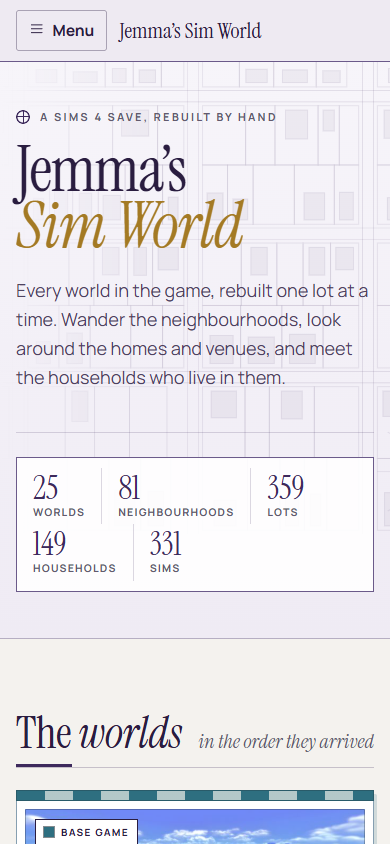 Menu Jemma's Sim World
A SIMS 4 SAVE, REBUILT BY HAND
Jemma's
Sim World
Every world in the game, rebuilt one lot at a
time. Wander the neighbourhoods, look
around the homes and venues, and meet
the households who live in them.
25 81 359
WORLDS NEIGHBOURHOODS LOTS
149 331
HOUSEHOLDS SIMS
The worlds in the order they arrived
BASE GAME